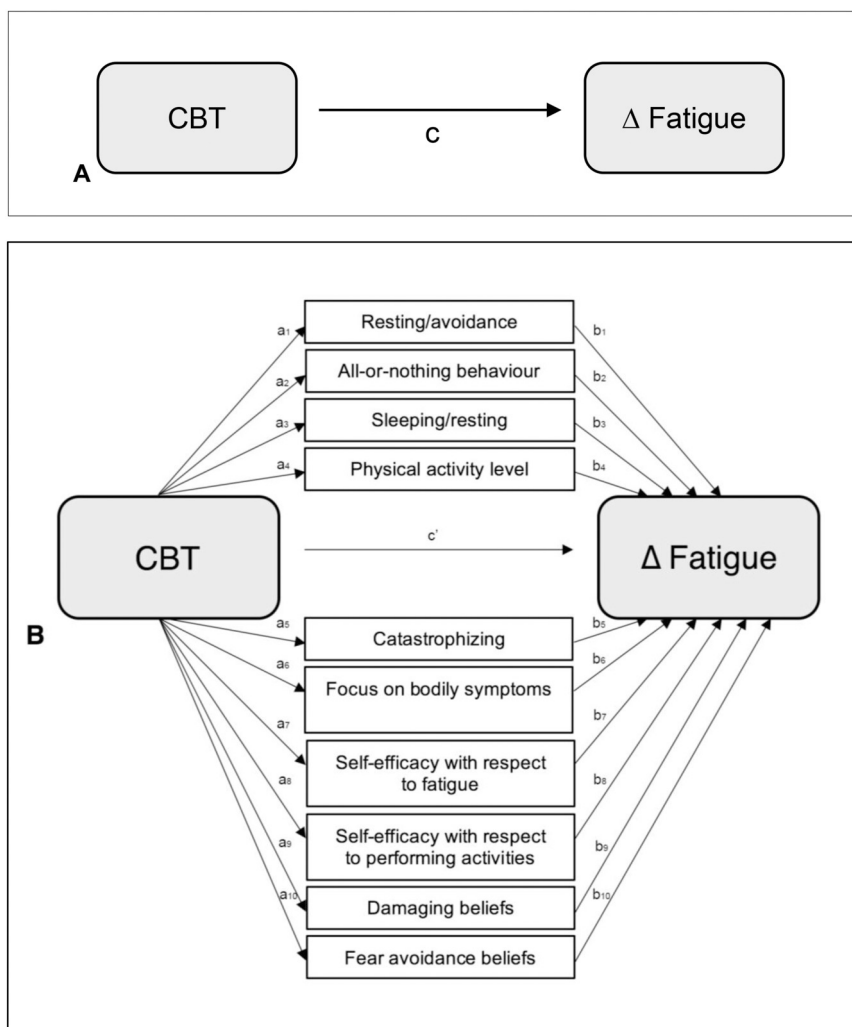 CBT
c
Δ Fatigue
A
a₁
Resting/avoidance
b₁
a₂
All-or-nothing behaviour
b₂
a₃
Sleeping/resting
b₃
a₄
Physical activity level
b₄
CBT
c'
Δ Fatigue
B
a₅
Catastrophizing
b₅
a₆
Focus on bodily symptoms
b₆
a₇
Self-efficacy with respect
to fatigue
b₇
a₈
Self-efficacy with respect
to performing activities
b₈
a₉
Damaging beliefs
b₉
a₁₀
Fear avoidance beliefs
b₁₀